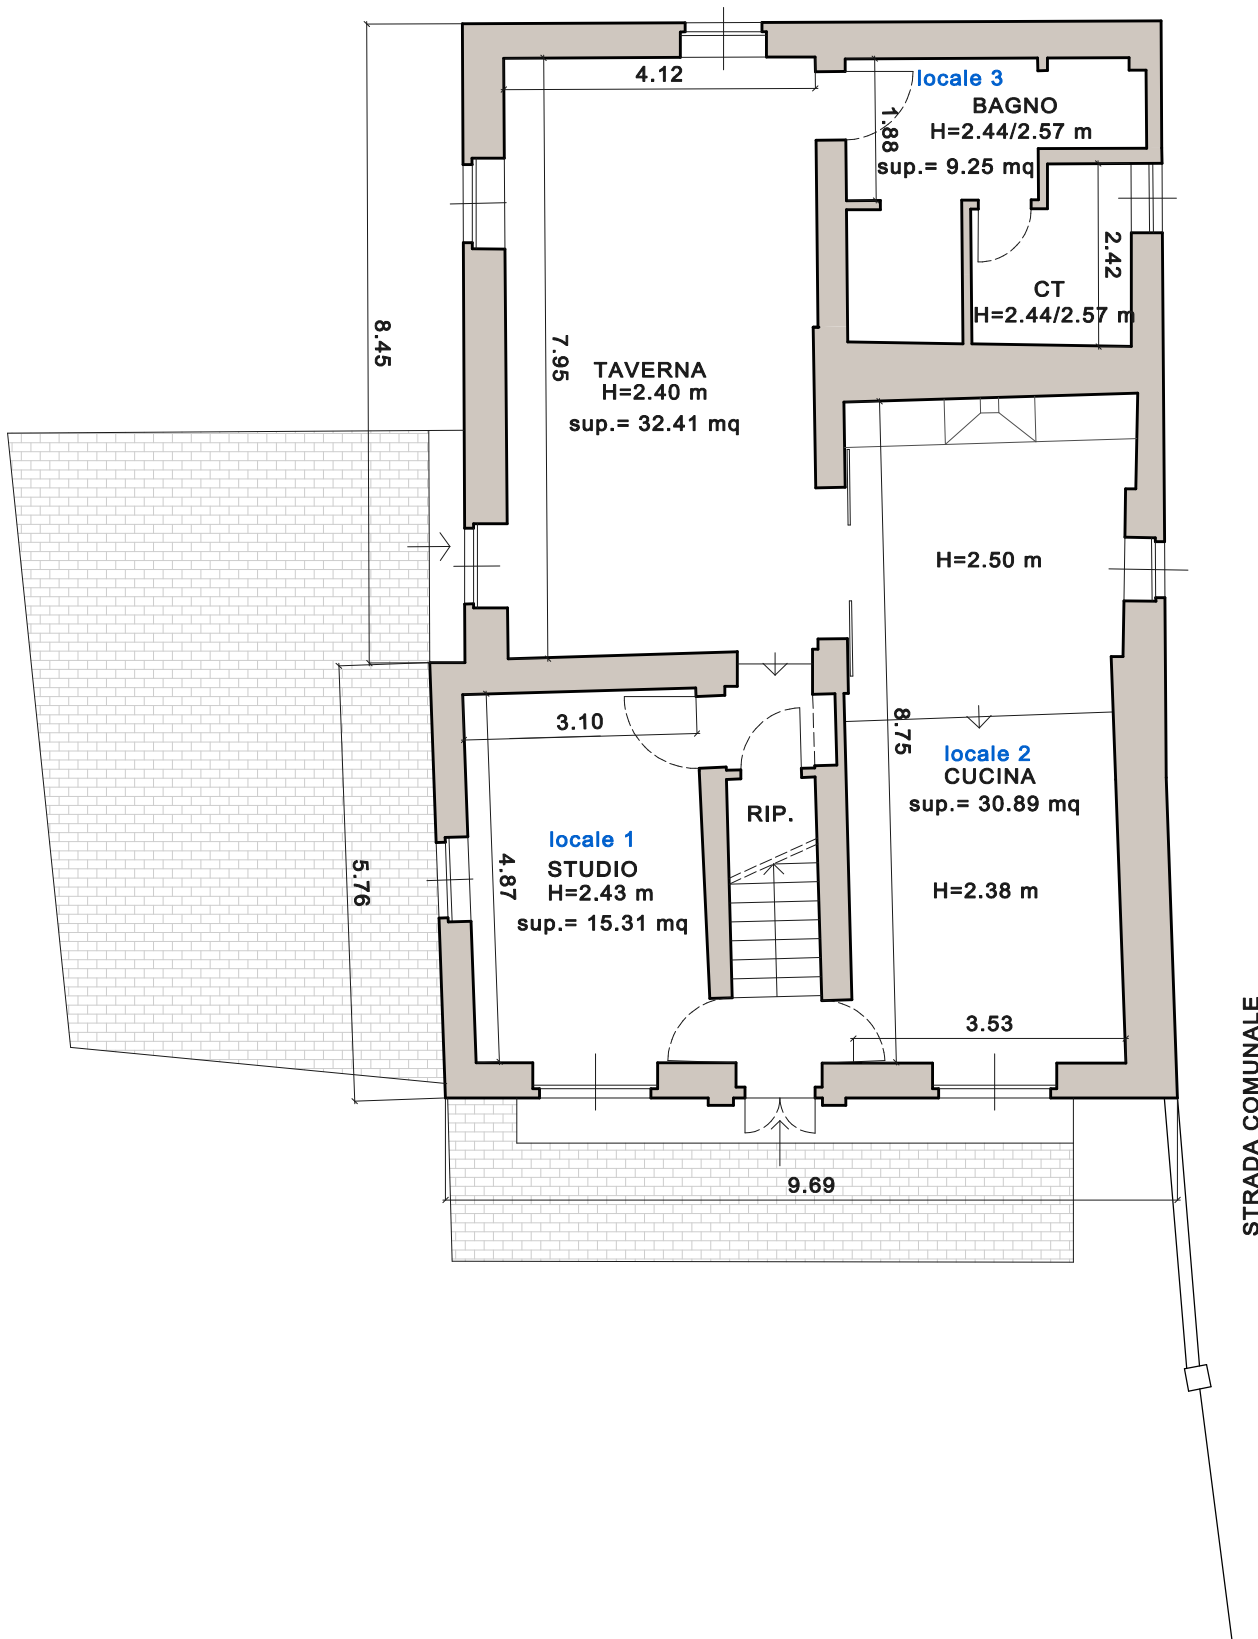 4.12
locale 3
BAGNO
H=2.44/2.57 m
1.88
sup.= 9.25 mq
2.42
CT
H=2.44/2.57 m
8.45
7.95
TAVERNA
H=2.40 m
sup.= 32.41 mq
H=2.50 m
3.10
8.75
locale 2
CUCINA
sup.= 30.89 mq
RIP.
locale 1
STUDIO
H=2.43 m
sup.= 15.31 mq
4.87
5.76
H=2.38 m
3.53
9.69
STRADA COMUNALE